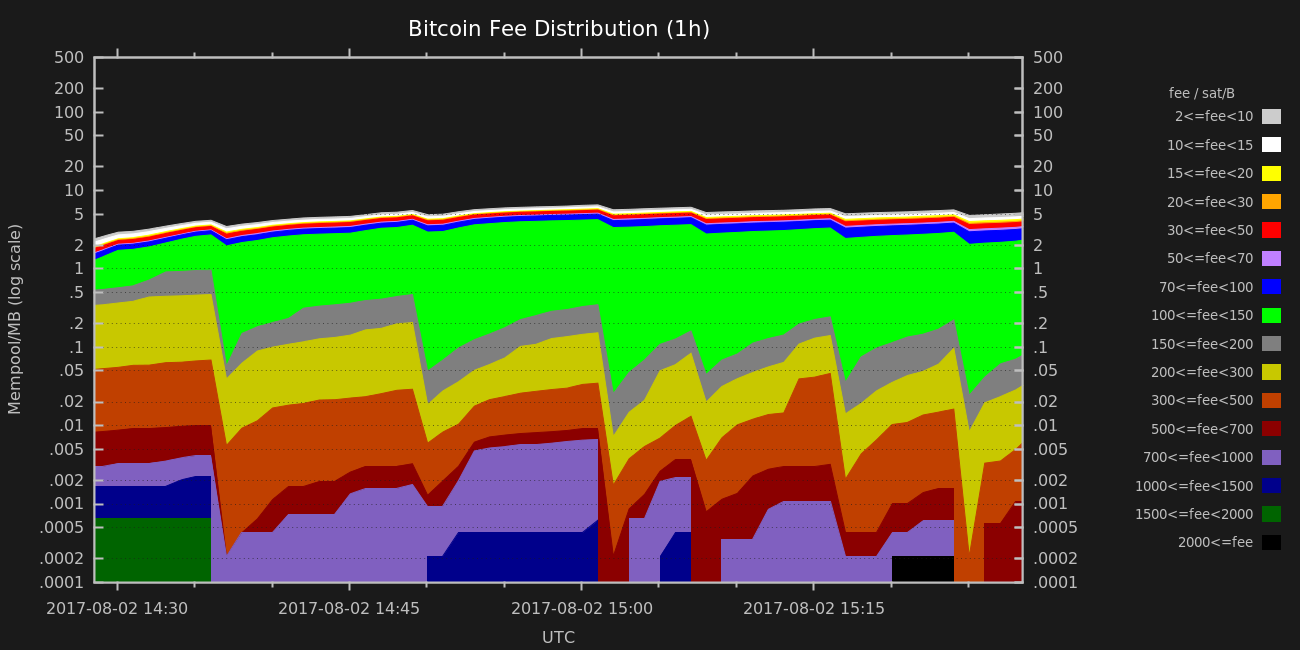 Bitcoin Fee Distribution (1h)
500
200
100
50
20
10
5
2
1
.5
.2
.1
.05
.02
.01
.005
.002
.001
.0005
.0002
.0001
Mempool/MB (log scale)
500
200
100
50
20
10
5
2
1
.5
.2
.1
.05
.02
.01
.005
.002
.001
.0005
.0002
.0001
2017-08-02 14:30
2017-08-02 14:45
2017-08-02 15:00
2017-08-02 15:15
UTC
fee / sat/B
2<=fee<10
10<=fee<15
15<=fee<20
20<=fee<30
30<=fee<50
50<=fee<70
70<=fee<100
100<=fee<150
150<=fee<200
200<=fee<300
300<=fee<500
500<=fee<700
700<=fee<1000
1000<=fee<1500
1500<=fee<2000
2000<=fee